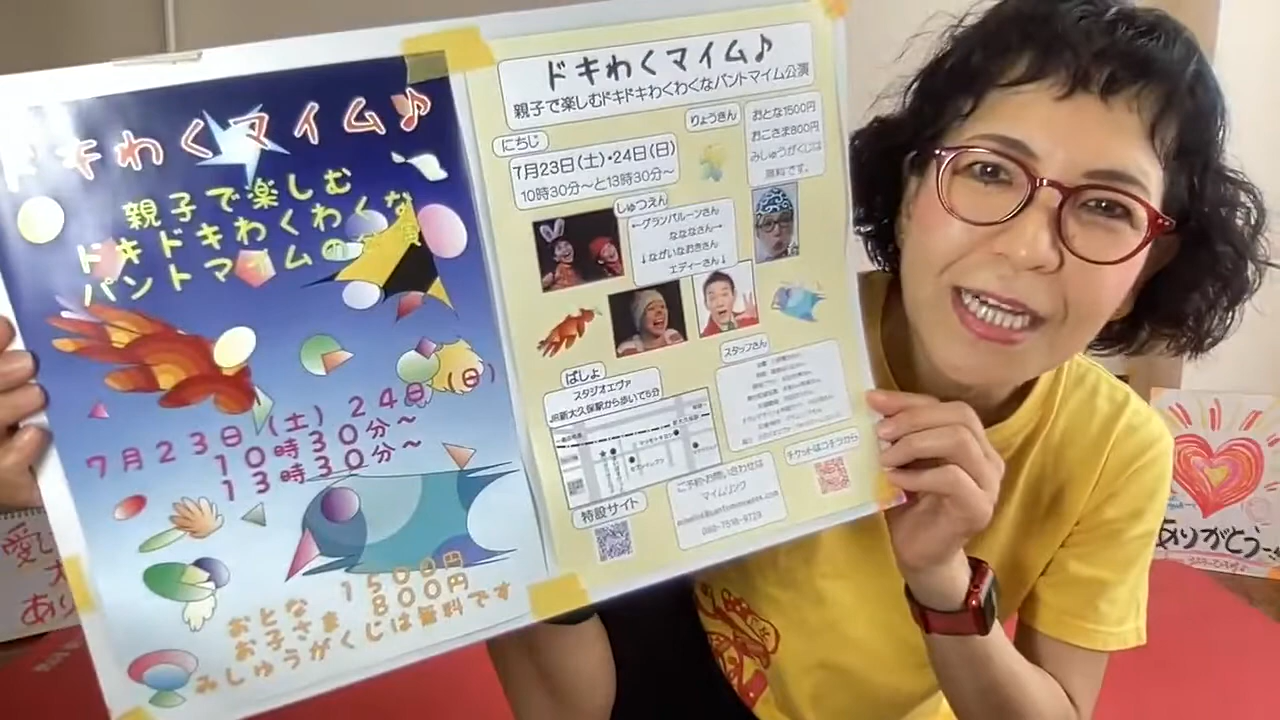 ドキわくマイム♪
親子で楽しむ
ドキドキわくわくな
パントマイムの
7月23日(土) 24日(日)
10時30分～
13時30分～
おとな 1500円
お子さま 800円
みしゅうがくじは無料です
ドキわくマイム♪
親子で楽しむドキドキわくわくなパントマイム公演
にちじ
7月23日(土)・24日(日)
10時30分～と13時30分～
りょうきん
おとな1500円
おこさま800円
みしゅうがくじは
無料です。
しゅつえん
←グランバルーンさん
なななさん→
↓ながいなおきさん
エディーさん↓
スタッフさん
ばしょ
スタジオエヴァ
JR新大久保駅から歩いて5分
特設サイト
ご予約・お問い合わせは
マイムリンク
チケットはコチラから
ありがとう